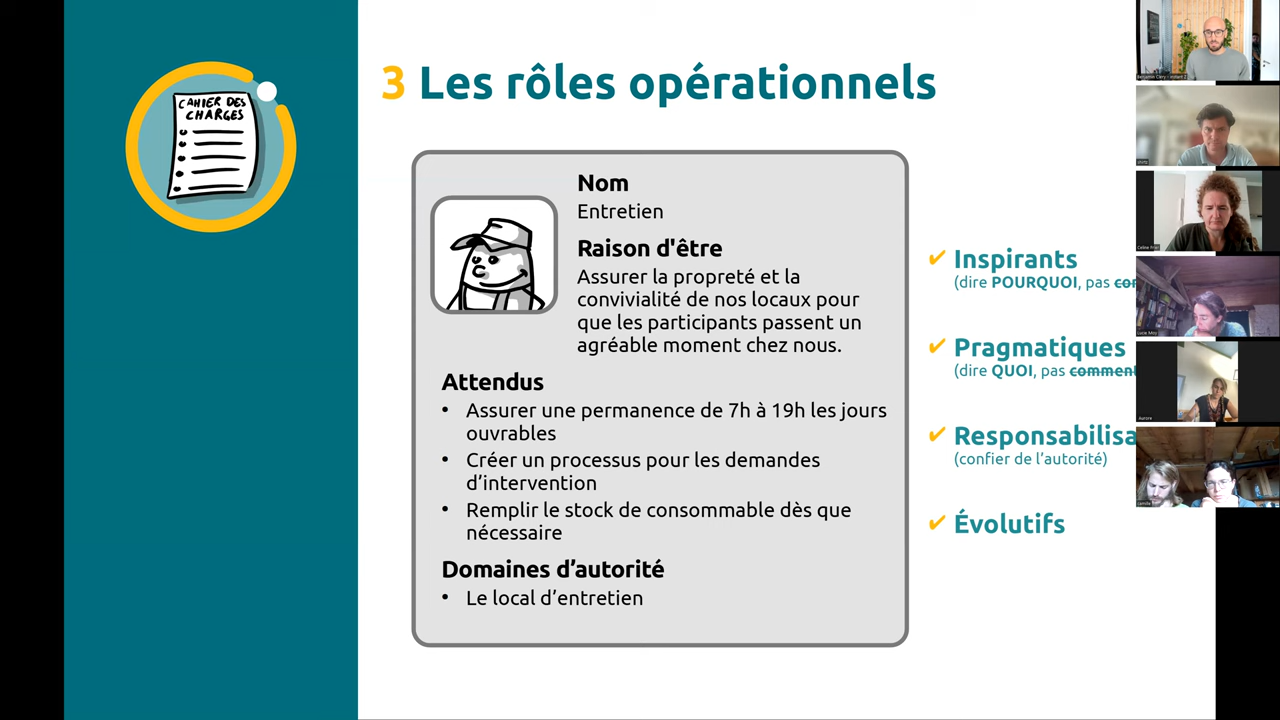 CAHIER DES
CHARGES
3 Les rôles opérationnels
Nom
Entretien
Raison d'être
Assurer la propreté et la
convivialité de nos locaux pour
que les participants passent un
agréable moment chez nous.
Attendus
• Assurer une permanence de 7h à 19h les jours
ouvrables
• Créer un processus pour les demandes
d’intervention
• Remplir le stock de consommable dès que
nécessaire
Domaines d’autorité
• Le local d’entretien
✔ Inspirants
(dire POURQUOI, pas com
✔ Pragmatiques
(dire QUOI, pas comment
✔ Responsabilisa
(confier de l’autorité)
✔ Évolutifs
Aurore